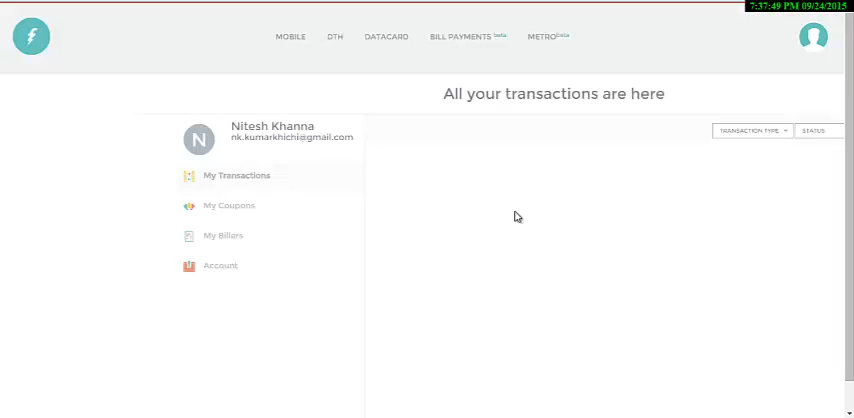 7:37:49 PM 09/24/2015
MOBILE DTH DATACARD BILL PAYMENTS beta METRO beta
All your transactions are here
N
Nitesh Khanna
nk.kumarkhichi@gmail.com
TRANSACTION TYPE STATUS
My Transactions
My Coupons
My Billers
Account